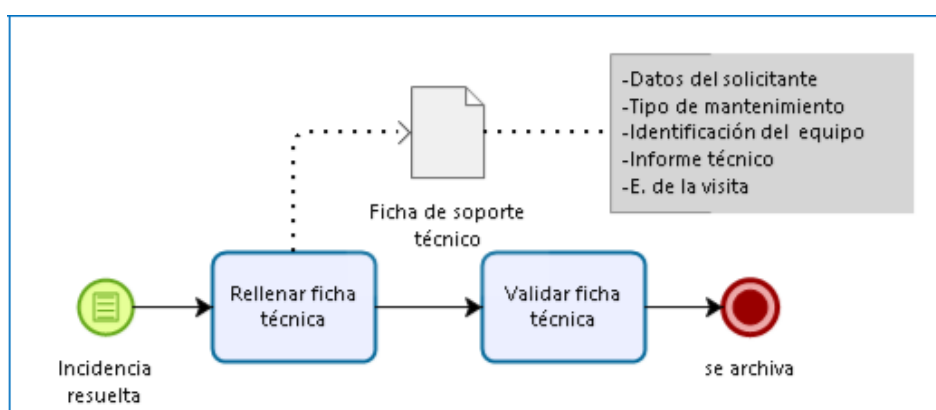 -Datos del solicitante
-Tipo de mantenimiento
-Identificación del equipo
-Informe técnico
-E. de la visita
Ficha de soporte
técnico
Rellenar ficha
técnica
Validar ficha
técnica
Incidencia
resuelta
se archiva